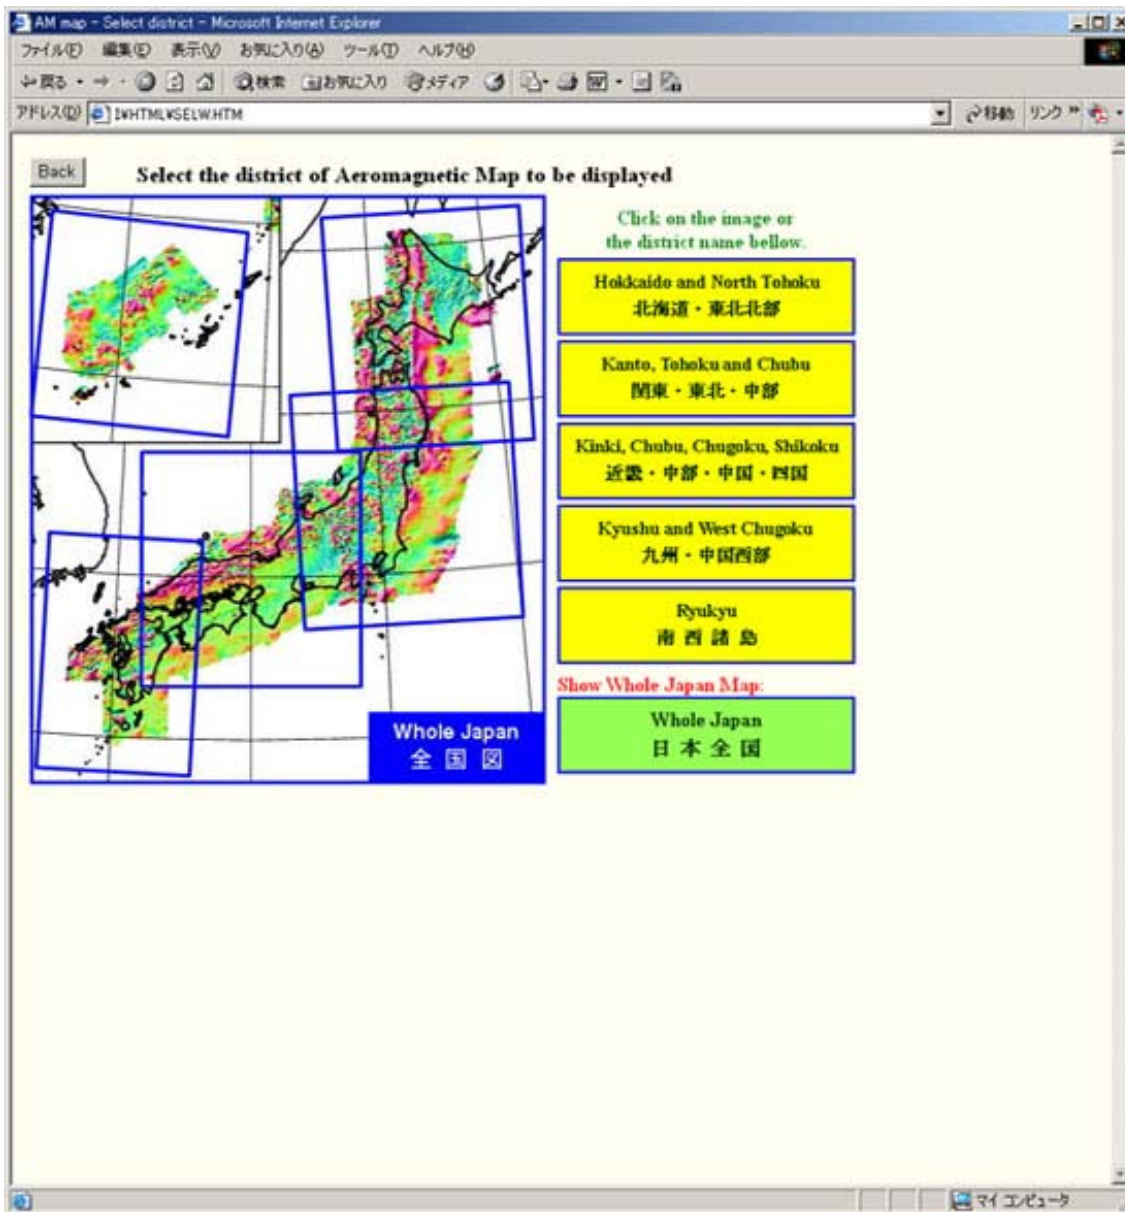 AM map - Select district - Microsoft Internet Explorer
ファイル(F) 編集(E) 表示(V) お気に入り(A) ツール(T) ヘルプ(H)
戻る 検索 お気に入り メディア
アドレス(D) I:¥HTML¥SELW.HTM 移動 リンク
Back
Select the district of Aeromagnetic Map to be displayed
Click on the image or
the district name bellow.
Hokkaido and North Tohoku
北海道・東北北部
Kanto, Tohoku and Chubu
関東・東北・中部
Kinki, Chubu, Chugoku, Shikoku
近畿・中部・中国・四国
Kyushu and West Chugoku
九州・中国西部
Ryukyu
南西諸島
Show Whole Japan Map:
Whole Japan
日本全国
Whole Japan
全国図
マイ コンピュータ